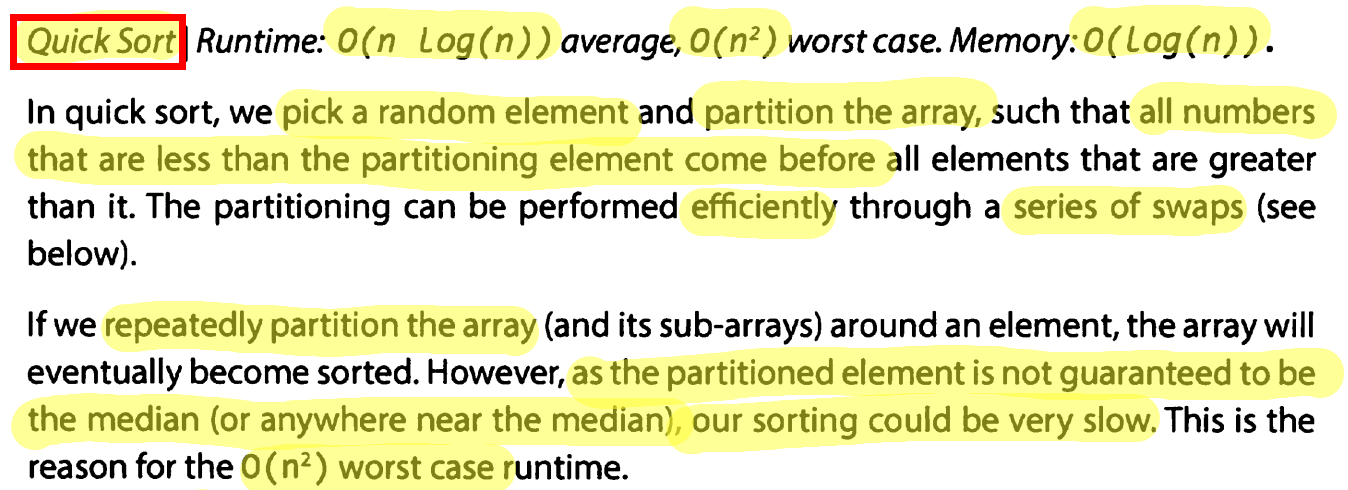 Quick Sort | Runtime: O(n Log(n)) average, O(n²) worst case. Memory: O(Log(n)).
In quick sort, we pick a random element and partition the array, such that all numbers
that are less than the partitioning element come before all elements that are greater
than it. The partitioning can be performed efficiently through a series of swaps (see
below).
If we repeatedly partition the array (and its sub-arrays) around an element, the array will
eventually become sorted. However, as the partitioned element is not guaranteed to be
the median (or anywhere near the median), our sorting could be very slow. This is the
reason for the O(n²) worst case runtime.